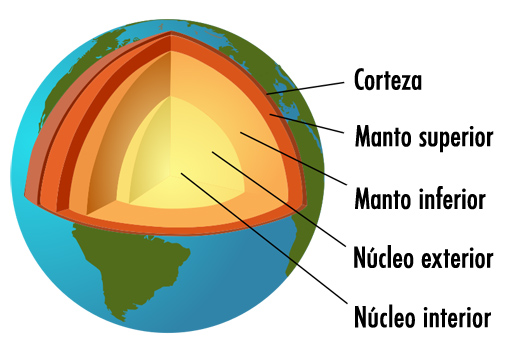 Corteza
Manto superior
Manto inferior
Núcleo exterior
Núcleo interior